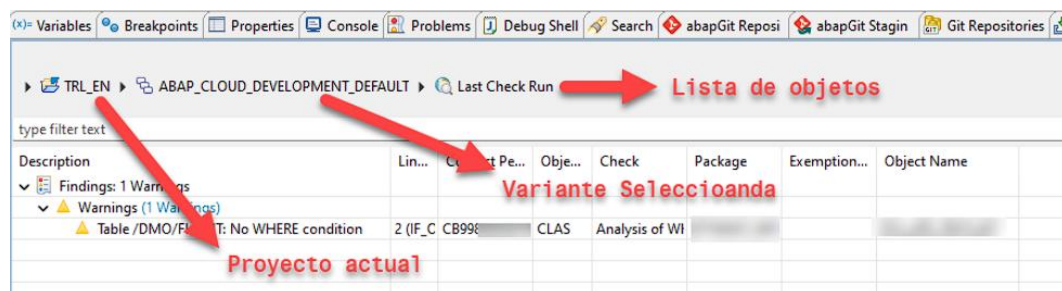 (x)= Variables Breakpoints Properties Console Problems Debug Shell Search abapGit Reposi abapGit Stagin Git Repositories
TRL_EN ABAP_CLOUD_DEVELOPMENT_DEFAULT Last Check Run Lista de objetos
type filter text
Description Lin... Pe... Obje... Check Package Exemption... Object Name
Findings: 1 Warnings
Variante Seleccioanda
Warnings (1 Warnings)
Table /DMO/ T: No WHERE condition 2 (IF_O CB998 CLAS Analysis of WH
Proyecto actual